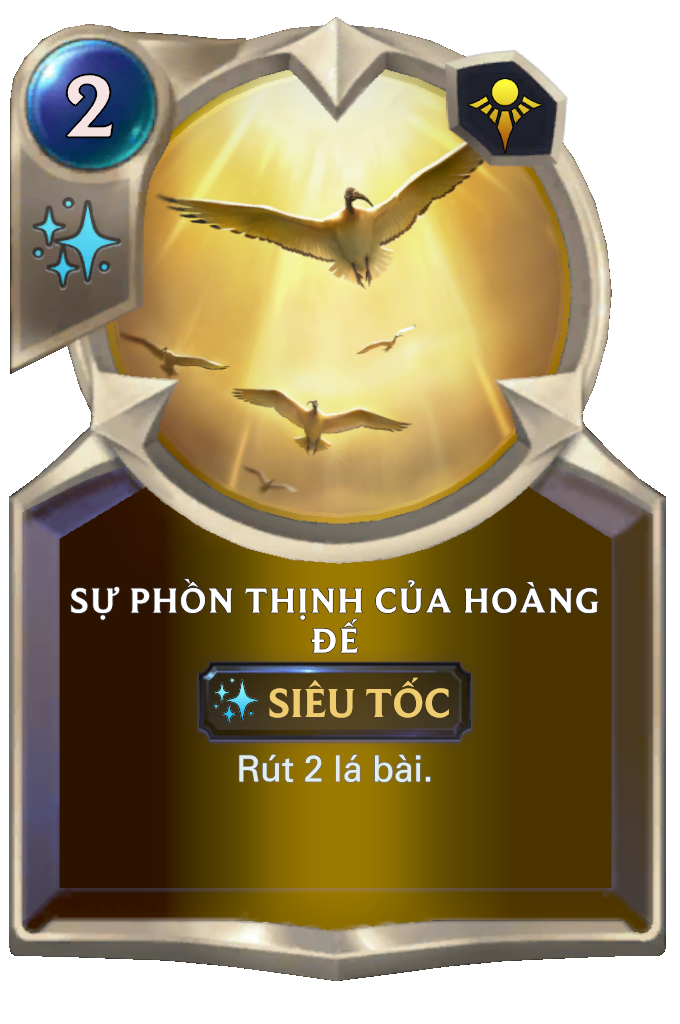 2
SỰ PHỒN THỊNH CỦA HOÀNG
ĐẾ
SIÊU TỐC
Rút 2 lá bài.